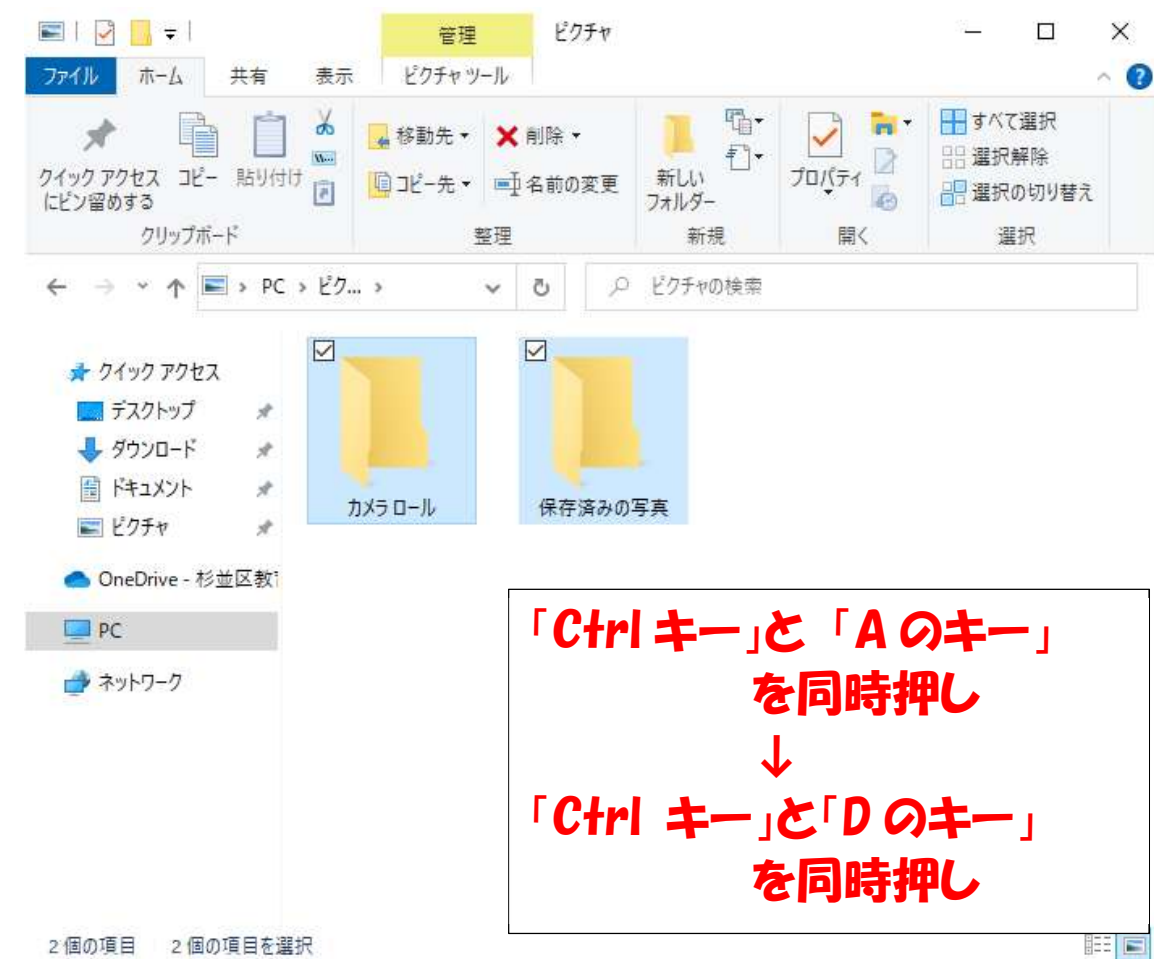 管理
ピクチャ
ファイル
ホーム
共有
表示
ピクチャ ツール
クイック アクセス
にピン留めする
コピー
貼り付け
移動先
コピー先
削除
名前の変更
新しい
フォルダー
プロパティ
すべて選択
選択解除
選択の切り替え
クリップボード
整理
新規
開く
選択
PC
ピク...
ピクチャの検索
クイック アクセス
デスクトップ
ダウンロード
ドキュメント
ピクチャ
OneDrive - 杉並区教
PC
ネットワーク
カメラ ロール
保存済みの写真
「Ctrl キー」と「A のキー」
を同時押し
↓
「Ctrl キー」と「D のキー」
を同時押し
2 個の項目
2 個の項目を選択